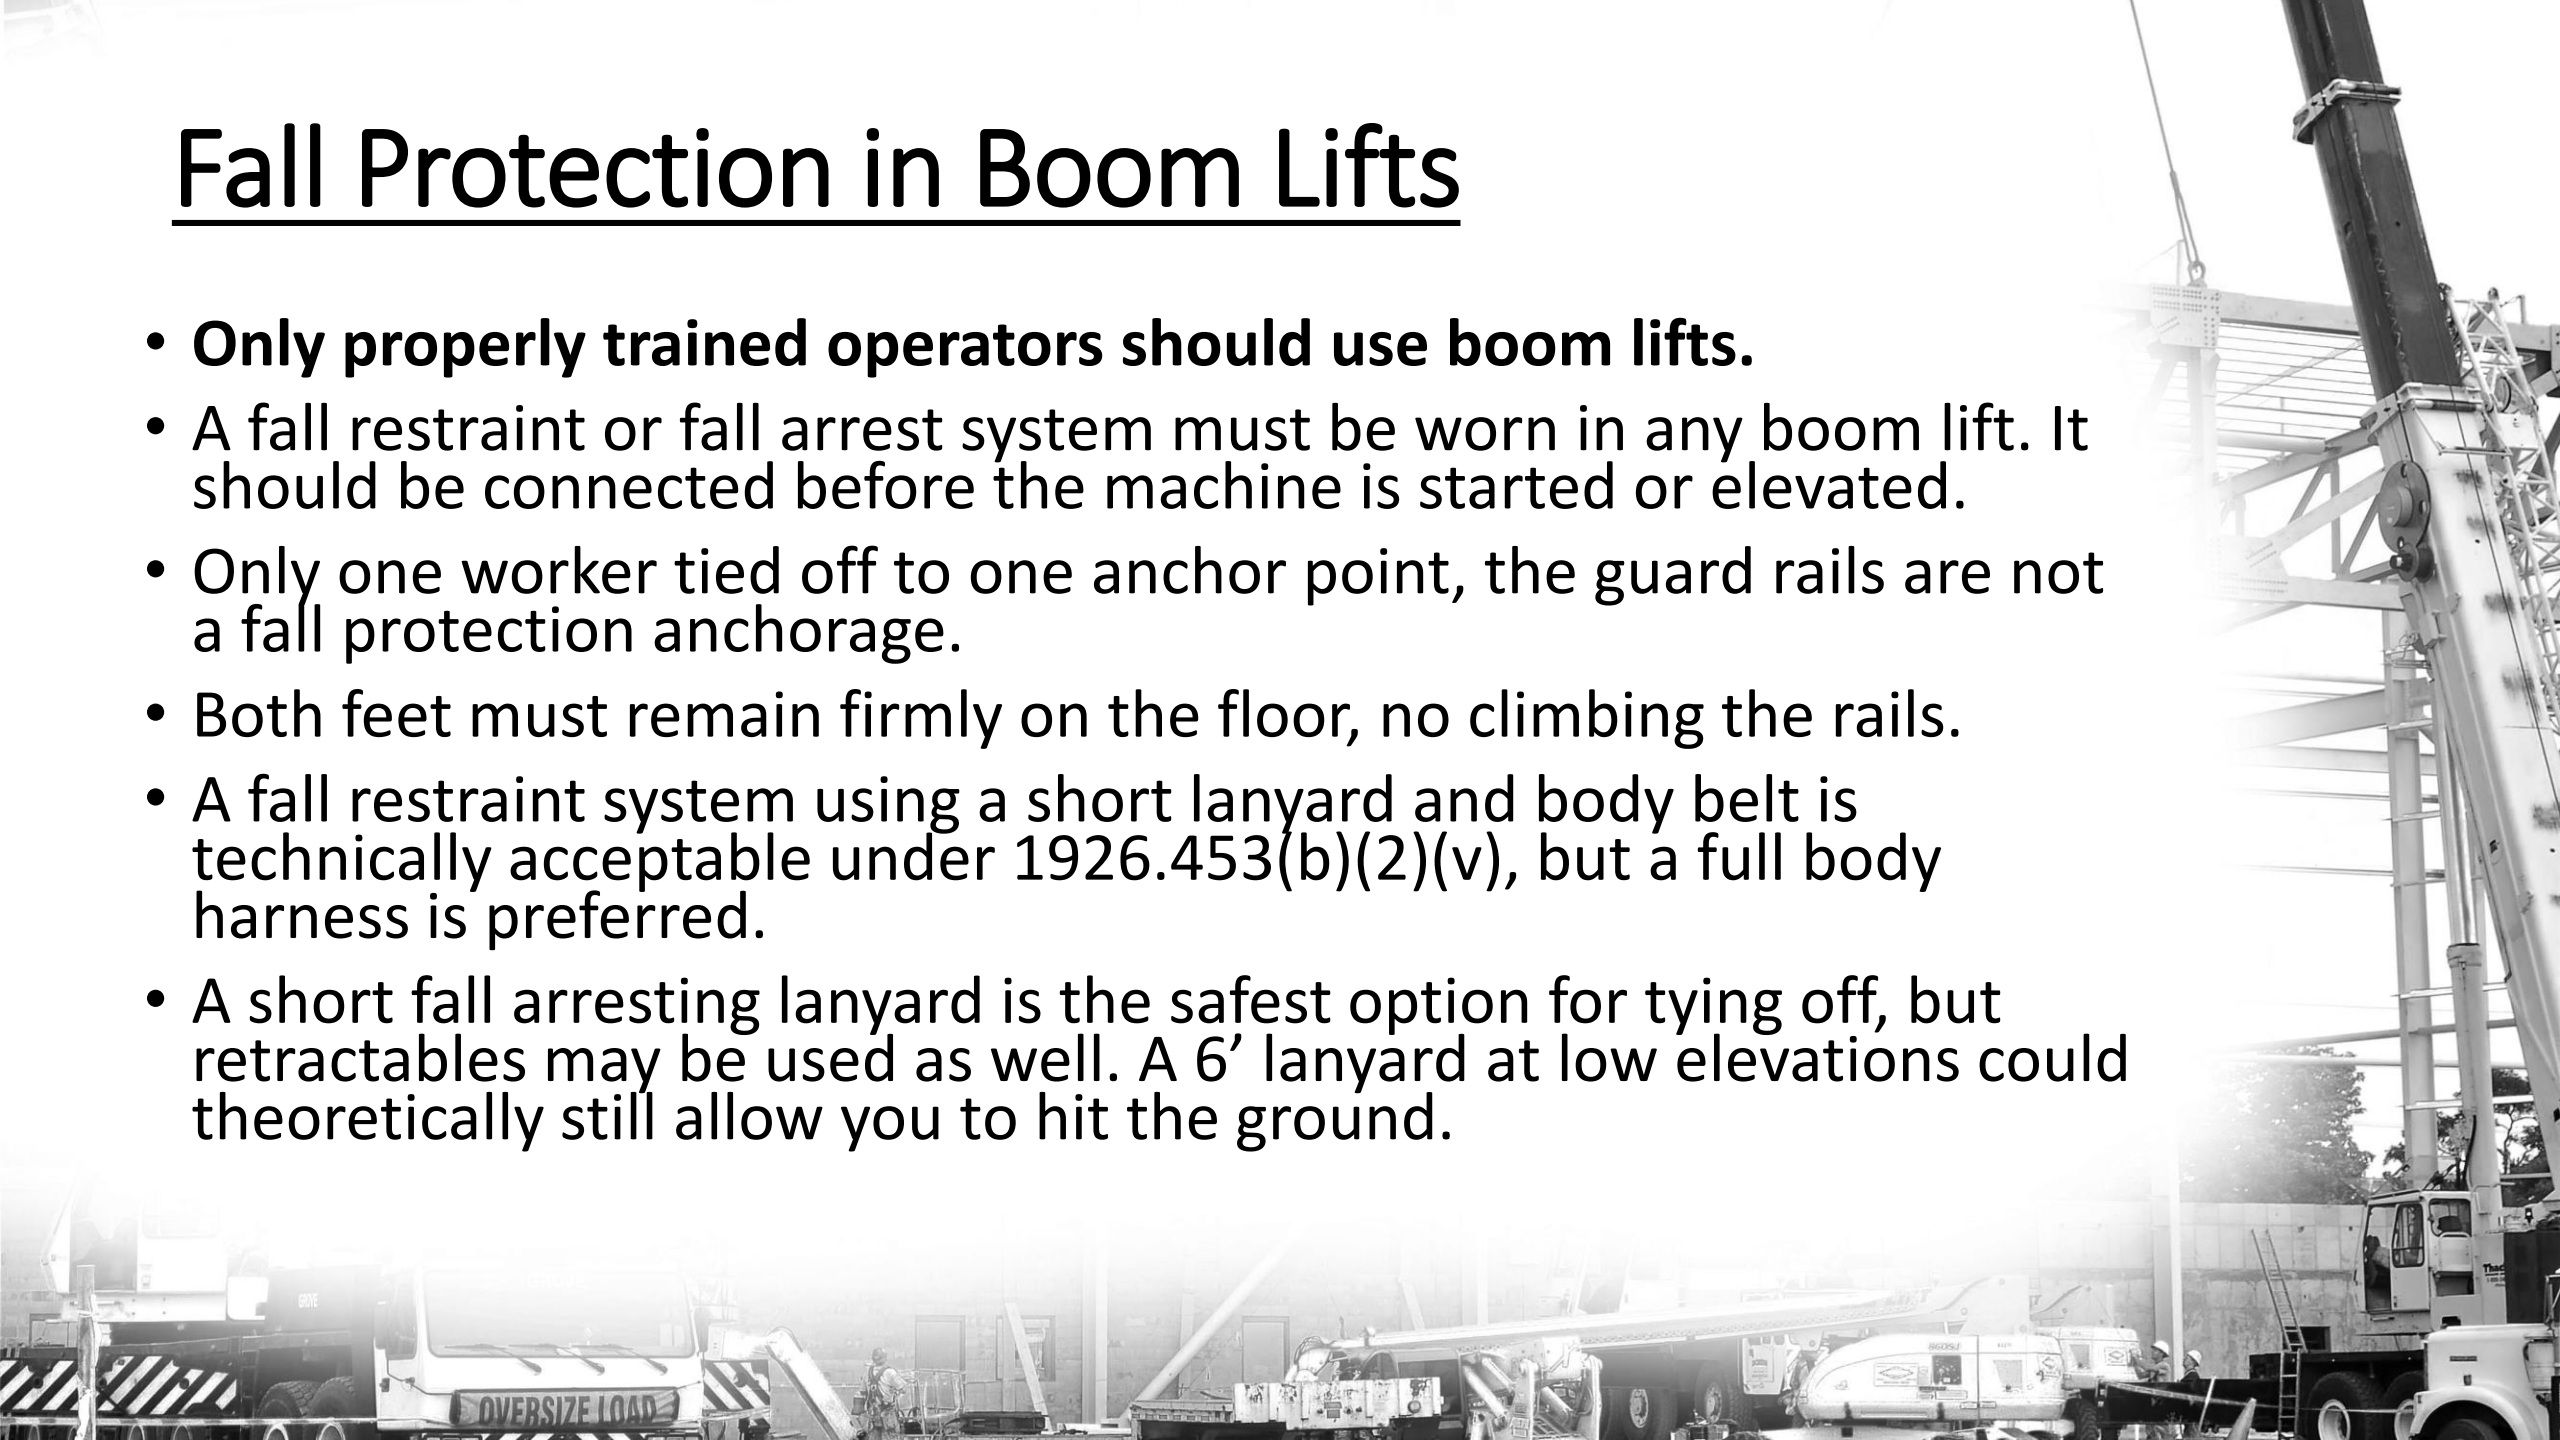 Fall Protection in Boom Lifts
• Only properly trained operators should use boom lifts.
• A fall restraint or fall arrest system must be worn in any boom lift. It
should be connected before the machine is started or elevated.
• Only one worker tied off to one anchor point, the guard rails are not
a fall protection anchorage.
• Both feet must remain firmly on the floor, no climbing the rails.
• A fall restraint system using a short lanyard and body belt is
technically acceptable under 1926.453(b)(2)(v), but a full body
harness is preferred.
• A short fall arresting lanyard is the safest option for tying off, but
retractables may be used as well. A 6’ lanyard at low elevations could
theoretically still allow you to hit the ground.
GROVE
OVERSIZE LOAD